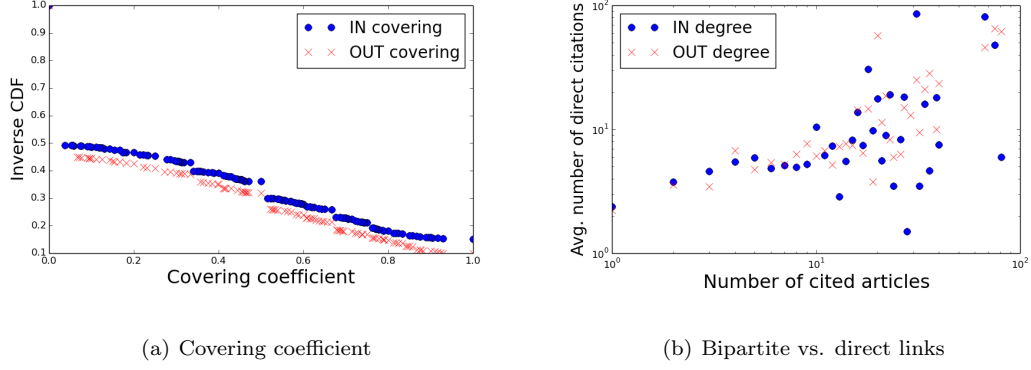 1.0
0.9
0.8
0.7
0.6
0.5
0.4
0.3
0.2
0.1
0.0 0.2 0.4 0.6 0.8 1.0
Inverse CDF
Covering coefficient
IN covering
OUT covering
(a) Covering coefficient
10²
10¹
10⁰
10⁰ 10¹ 10²
Avg. number of direct citations
Number of cited articles
IN degree
OUT degree
(b) Bipartite vs. direct links